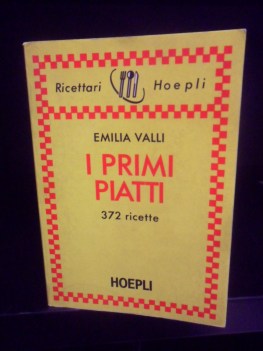 Ricettari Hoepli
EMILIA VALLI
I PRIMI
PIATTI
372 ricette
HOEPLI